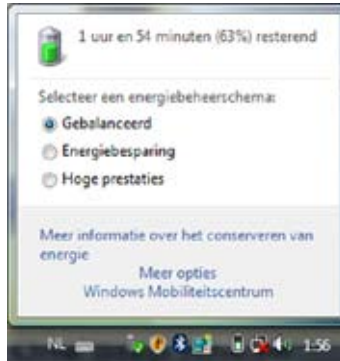 1 uur en 54 minuten (63%) resterend
Selecteer een energiebeheerschema:
Gebalanceerd
Energiebesparing
Hoge prestaties
Meer informatie over het conserveren van
energie
Meer opties
Windows Mobiliteitscentrum
NL 1:56